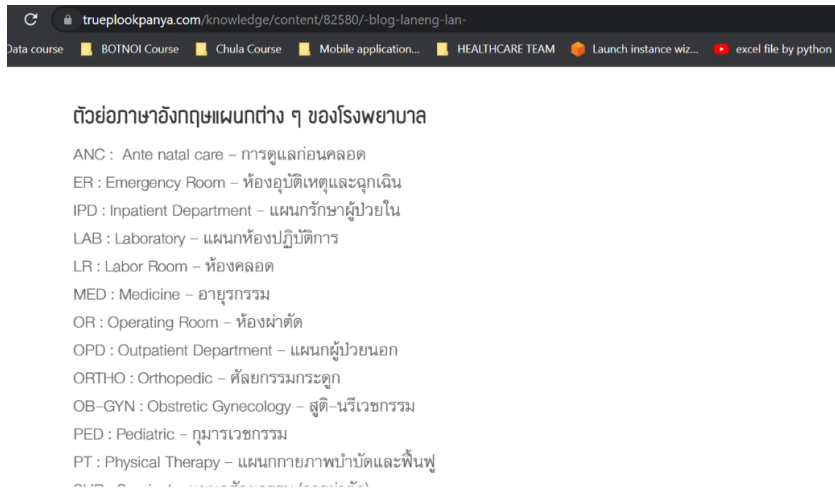 trueplookpanya.com/knowledge/content/82580/-blog-laneng-lan-
Data course BOTNOI Course Chula Course Mobile application... HEALTHCARE TEAM Launch instance wiz... excel file by python
ตัวย่อภาษาอังกฤษแผนกต่าง ๆ ของโรงพยาบาล
ANC : Ante natal care – การดูแลก่อนคลอด
ER : Emergency Room – ห้องอุบัติเหตุและฉุกเฉิน
IPD : Inpatient Department – แผนกรักษาผู้ป่วยใน
LAB : Laboratory – แผนกห้องปฏิบัติการ
LR : Labor Room – ห้องคลอด
MED : Medicine – อายุรกรรม
OR : Operating Room – ห้องผ่าตัด
OPD : Outpatient Department – แผนกผู้ป่วยนอก
ORTHO : Orthopedic – ศัลยกรรมกระดูก
OB-GYN : Obstretic Gynecology – สูติ-นรีเวชกรรม
PED : Pediatric – กุมารเวชกรรม
PT : Physical Therapy – แผนกกายภาพบำบัดและฟื้นฟู